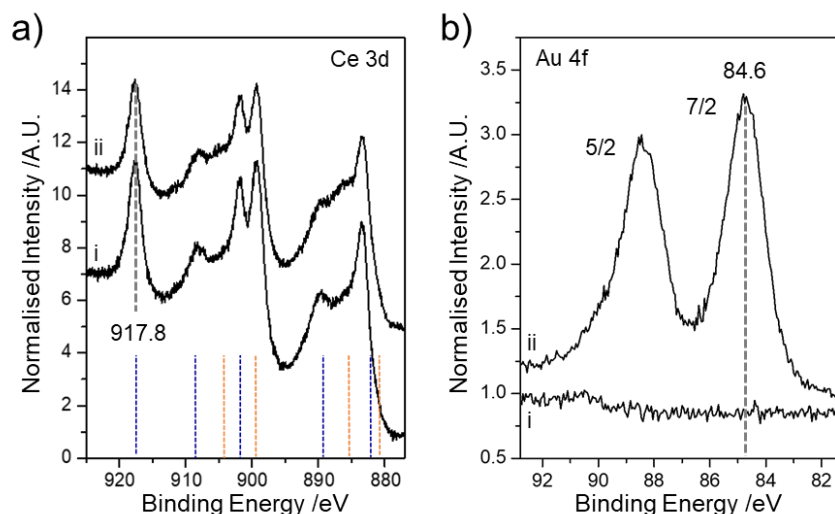 a)
Ce 3d
Normalised Intensity /A.U.
14
12
10
8
6
4
2
0
ii
i
917.8
920
910
900
890
880
Binding Energy /eV
b)
Au 4f
84.6
7/2
5/2
Normalised Intensity /A.U.
3.5
3.0
2.5
2.0
1.5
1.0
0.5
ii
i
92
90
88
86
84
82
Binding Energy /eV